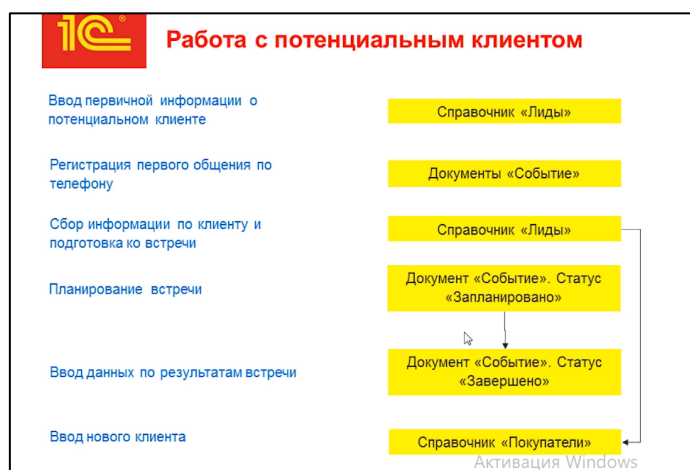 1С
Работа с потенциальным клиентом
Ввод первичной информации о
потенциальном клиенте
Справочник «Лиды»
Регистрация первого общения по
телефону
Документы «Событие»
Сбор информации по клиенту и
подготовка ко встречи
Справочник «Лиды»
Планирование встречи
Документ «Событие». Статус
«Запланировано»
Ввод данных по результатам встречи
Документ «Событие». Статус
«Завершено»
Ввод нового клиента
Справочник «Покупатели»
Активация Windows